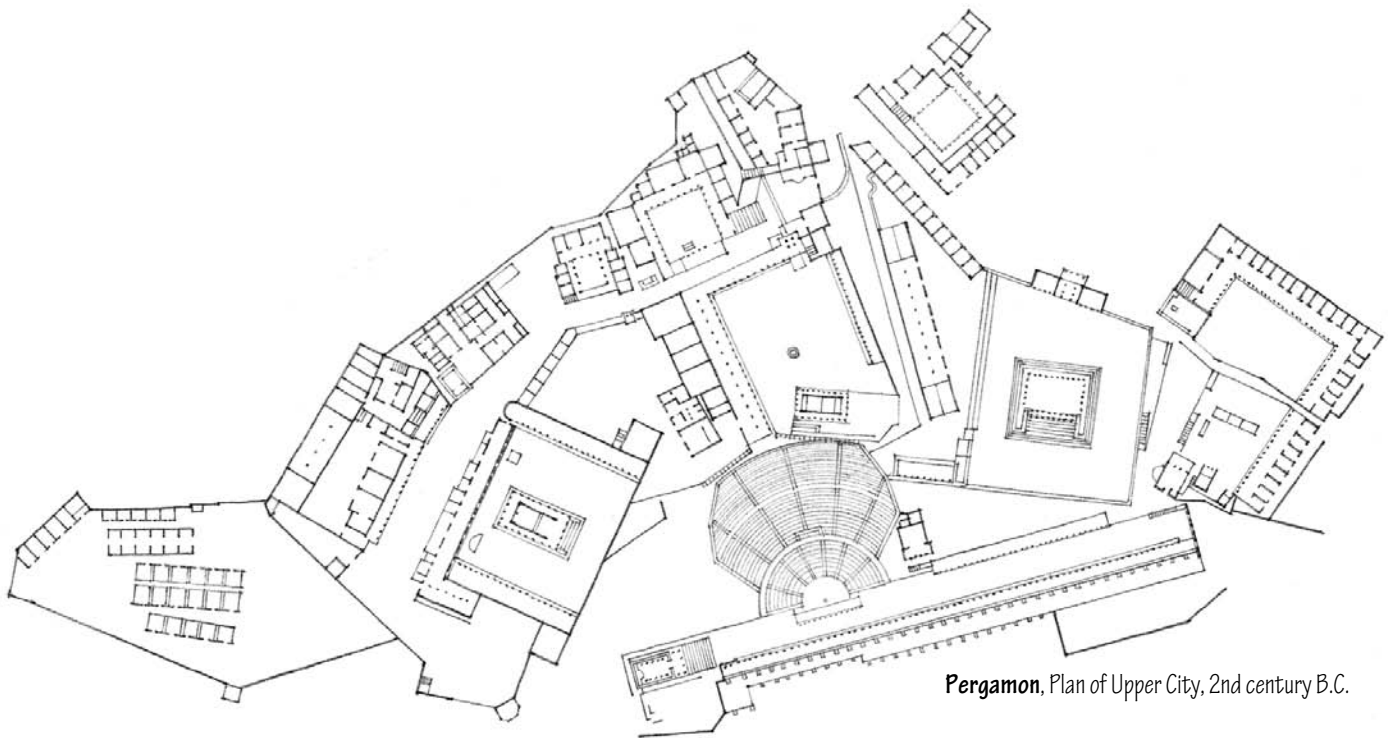 Pergamon, Plan of Upper City, 2nd century B.C.